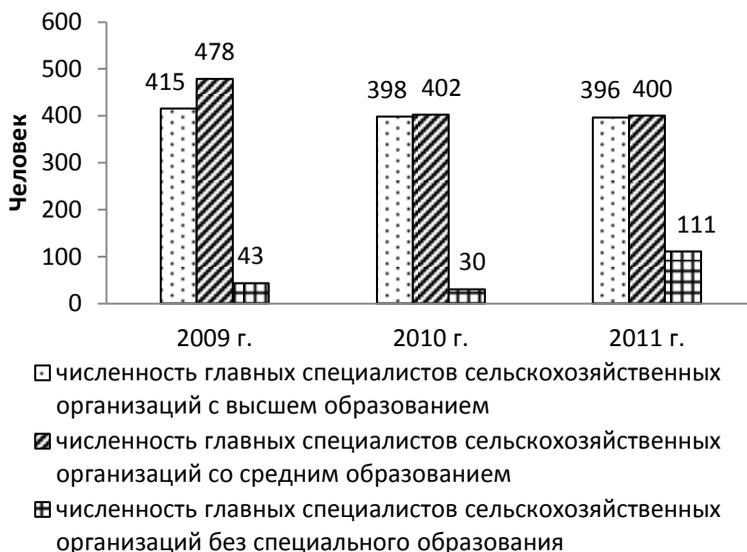 600
500
400
300
200
100
0
Человек
415
478
43
398
402
30
396
400
111
2009 г.
2010 г.
2011 г.
численность главных специалистов сельскохозяйственных
организаций с высшем образованием
численность главных специалистов сельскохозяйственных
организаций со средним образованием
численность главных специалистов сельскохозяйственных
организаций без специального образования